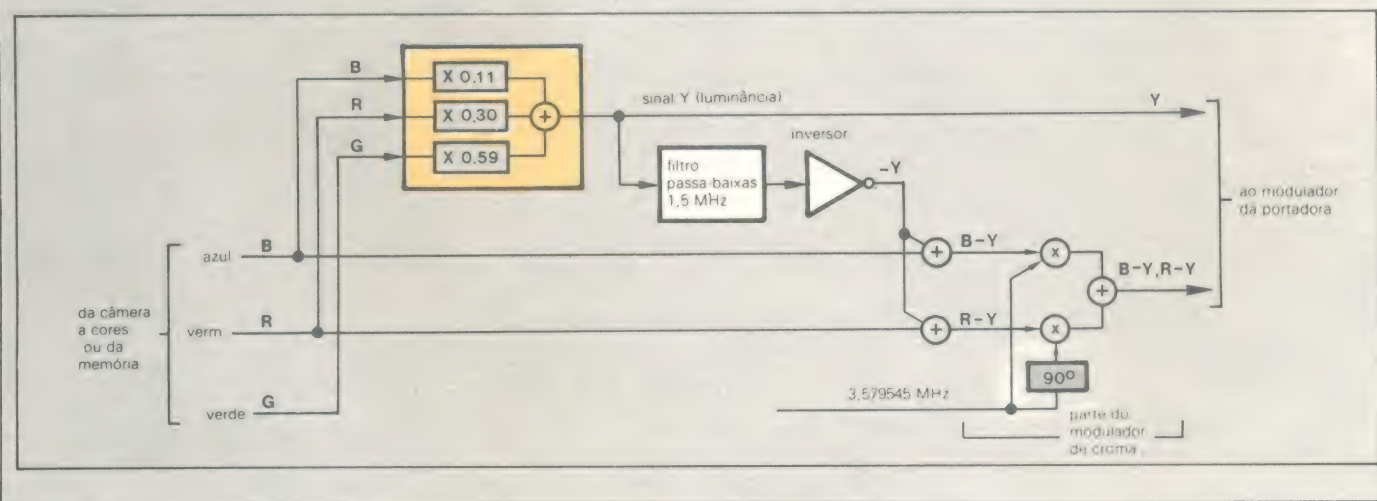 B
X 0.11
R
X 0.30
G
X 0.59
+
sinal Y (luminância)
Y
inversor
filtro
passa-baixas
1,5 MHz
-Y
ao modulador
da portadora
da câmera
a cores
ou da
memória
azul
B
+
B-Y
x
+
B-Y,R-Y
verm
R
+
R-Y
x
90º
verde
G
3,579545 MHz
parte do
modulador
de croma